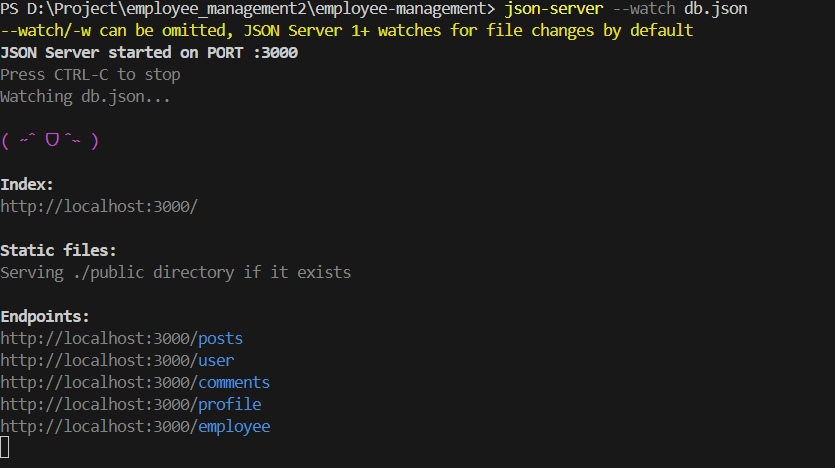 PS D:\Project\employee_management2\employee-management> json-server --watch db.json
--watch/-w can be omitted, JSON Server 1+ watches for file changes by default
JSON Server started on PORT :3000
Press CTRL-C to stop
Watching db.json...
( ˶ˆ ᗜ ˆ˵ )
Index:
http://localhost:3000/
Static files:
Serving ./public directory if it exists
Endpoints:
http://localhost:3000/posts
http://localhost:3000/user
http://localhost:3000/comments
http://localhost:3000/profile
http://localhost:3000/employee